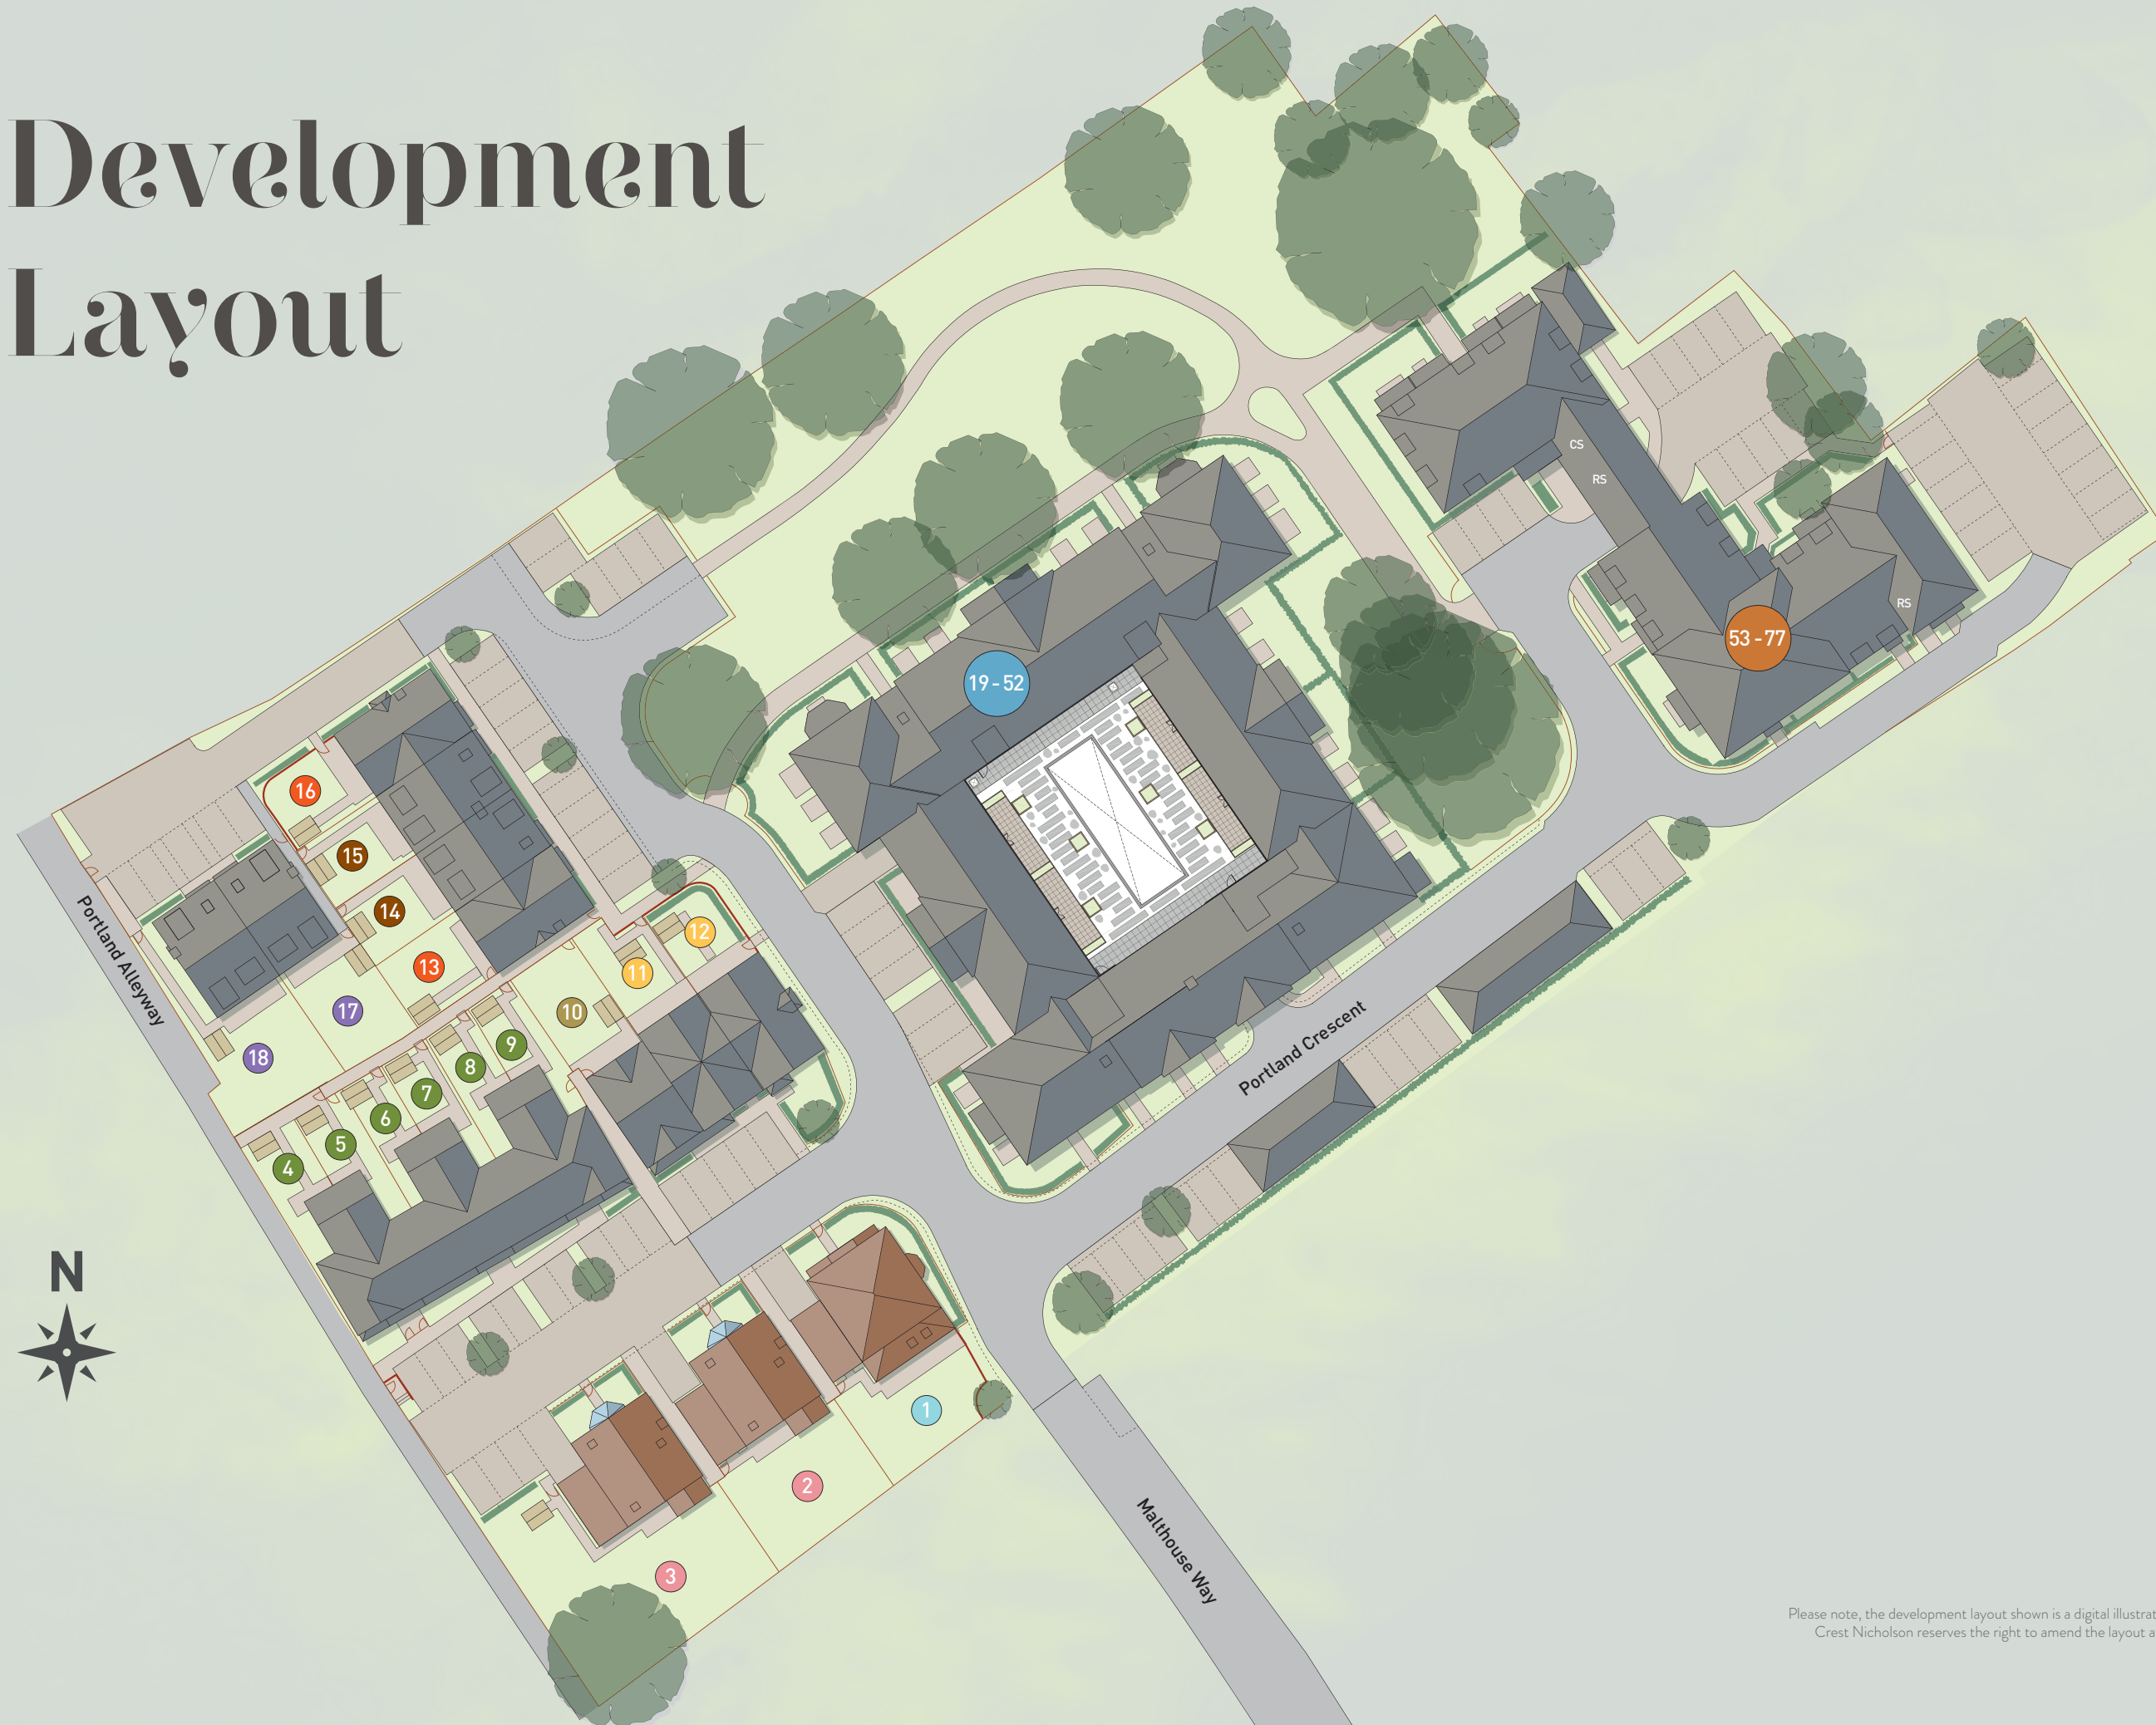 Development
Layout
CS
RS
RS
53 - 77
19 - 52
16
15
14
13
12
11
10
17
18
9
8
7
6
5
4
Portland Alleyway
Portland Crescent
N
1
2
3
Malthouse Way
Please note, the development layout shown is a digital illustrat
Crest Nicholson reserves the right to amend the layout a